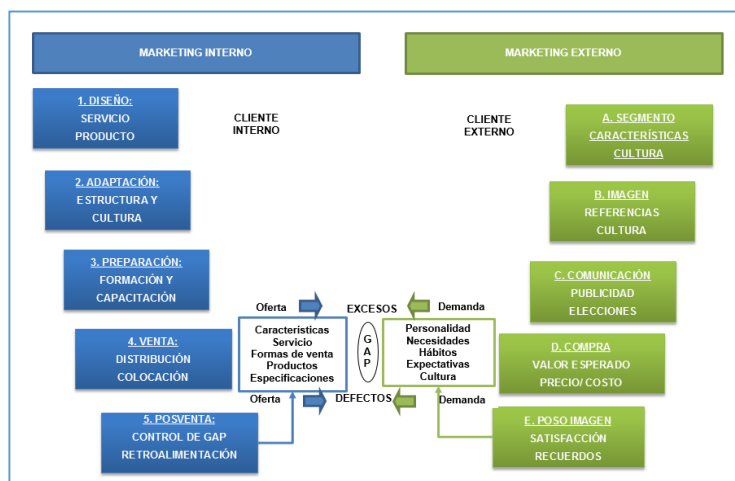 MARKETING INTERNO
MARKETING EXTERNO
1. DISEÑO:
SERVICIO
PRODUCTO
CLIENTE
INTERNO
CLIENTE
EXTERNO
A. SEGMENTO
CARACTERÍSTICAS
CULTURA
2. ADAPTACIÓN:
ESTRUCTURA Y
CULTURA
B. IMAGEN
REFERENCIAS
CULTURA
3. PREPARACIÓN:
FORMACIÓN Y
CAPACITACIÓN
C. COMUNICACIÓN
PUBLICIDAD
ELECCIONES
Oferta
EXCESOS
Demanda
4. VENTA:
DISTRIBUCIÓN
COLOCACIÓN
Características
Servicio
Formas de venta
Productos
Especificaciones
G
A
P
Personalidad
Necesidades
Hábitos
Expectativas
Cultura
D. COMPRA
VALOR ESPERADO
PRECIO/ COSTO
Oferta
DEFECTOS
Demanda
5. POSVENTA:
CONTROL DE GAP
RETROALIMENTACIÓN
E. POSO IMAGEN
SATISFACCIÓN
RECUERDOS